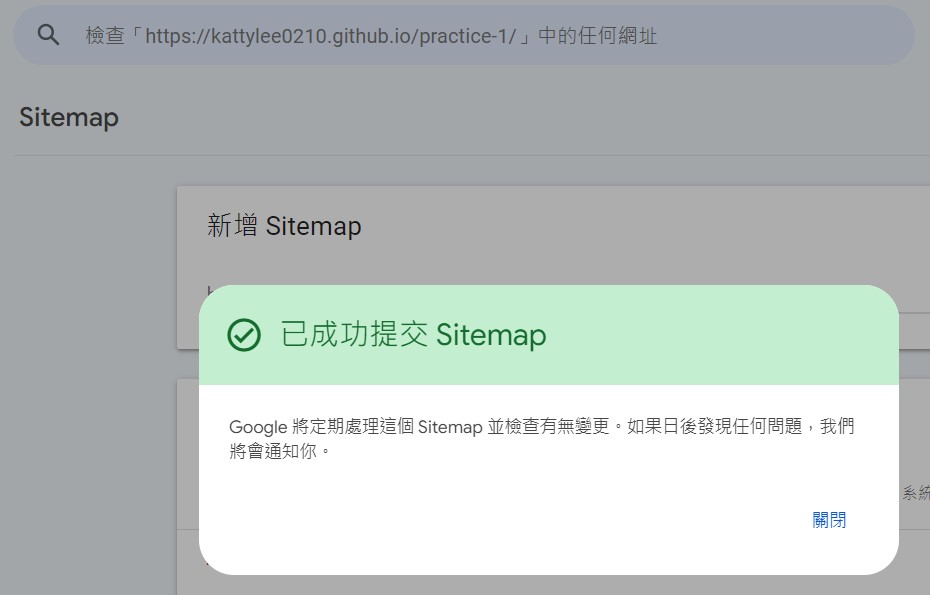 檢查「https://kattylee0210.github.io/practice-1/」中的任何網址
Sitemap
新增 Sitemap
已成功提交 Sitemap
Google 將定期處理這個 Sitemap 並檢查有無變更。如果日後發現任何問題，我們
將會通知你。
系統
關閉